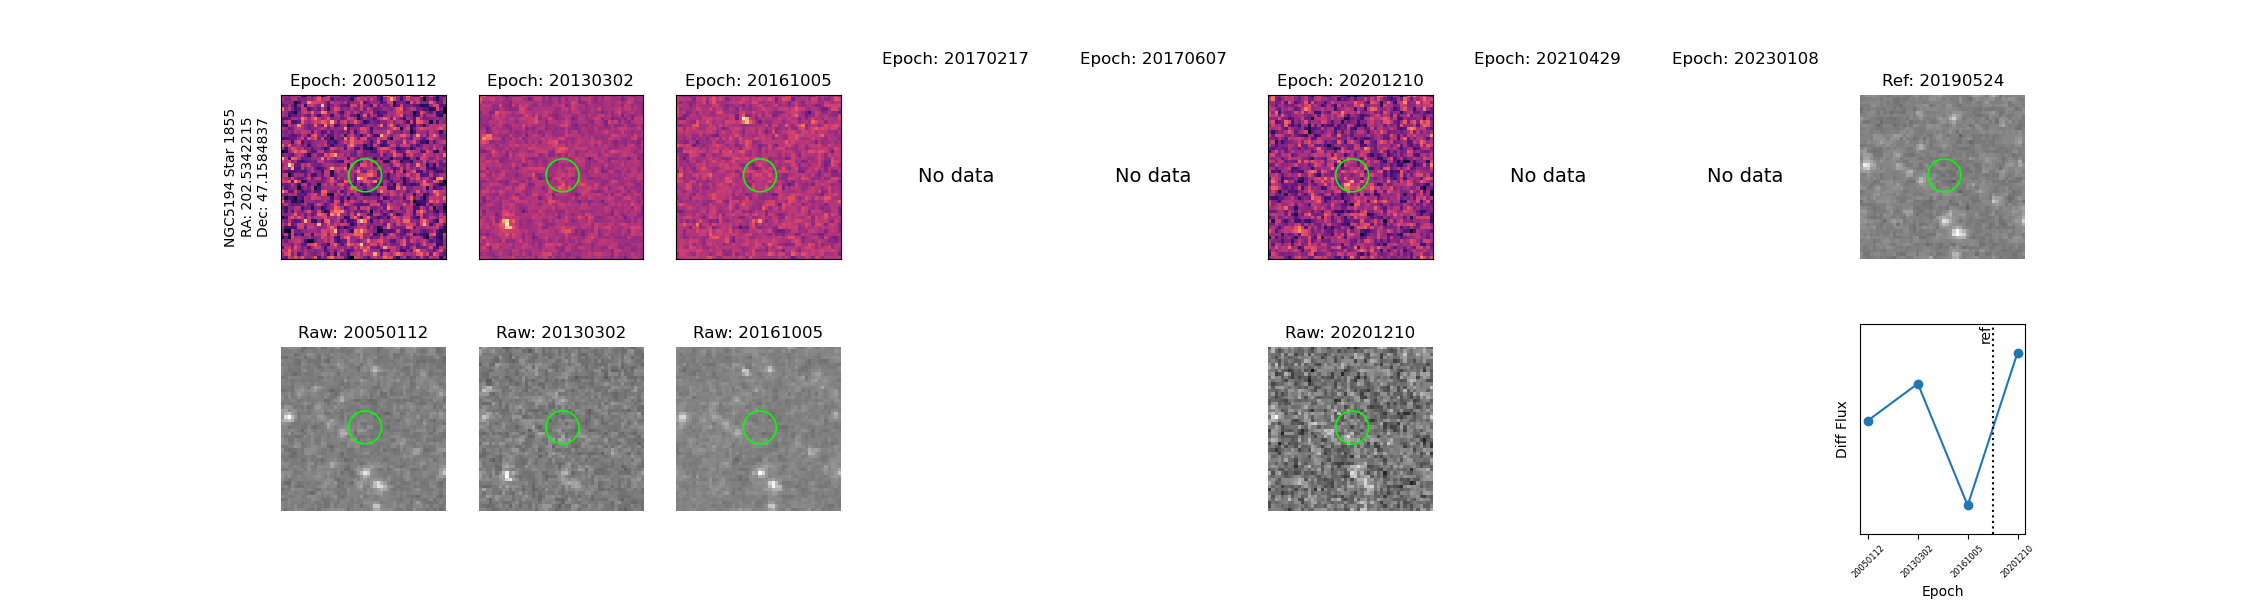 Epoch: 20170217
Epoch: 20170607
Epoch: 20210429
Epoch: 20230108
Epoch: 20050112
Epoch: 20130302
Epoch: 20161005
Epoch: 20201210
Ref: 20190524
NGC5194 Star 1855
RA: 202.5342215
Dec: 47.1584837
No data
No data
No data
No data
Raw: 20050112
Raw: 20130302
Raw: 20161005
Raw: 20201210
ref
Diff Flux
20050112
20130302
20161005
20201210
Epoch